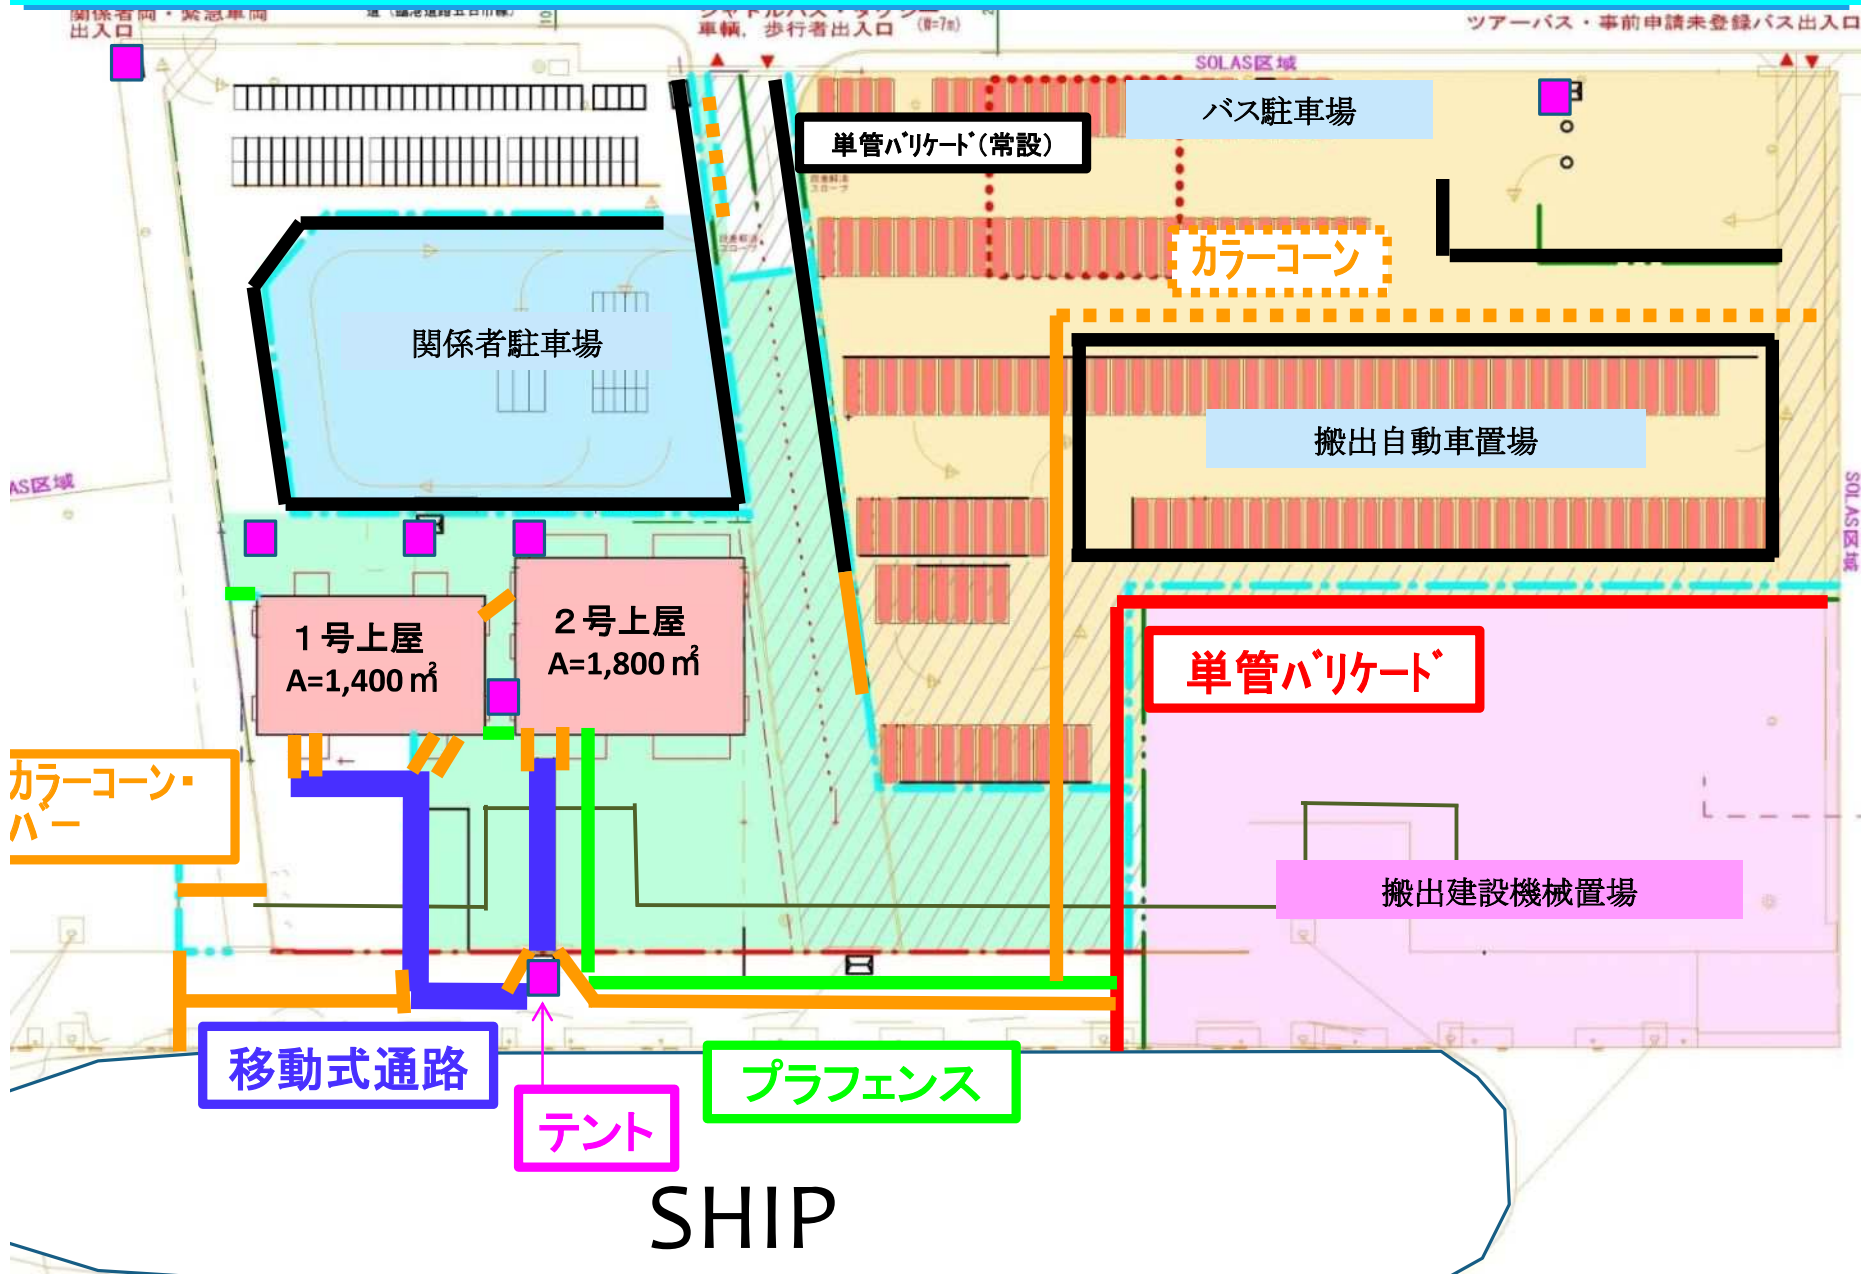 関係者両・緊急車両
出入口
シャトルバス・タクシー
車輌，歩行者出入口 (W=7m)
ツアーバス・事前申請未登録バス出入口
SOLAS区域
バス駐車場
単管ﾊﾞﾘｹｰﾄﾞ(常設)
カラーコーン
関係者駐車場
搬出自動車置場
AS区域
SOLAS区域
1号上屋
A=1,400㎡
2号上屋
A=1,800㎡
単管ﾊﾞﾘｹｰﾄﾞ
カラーコーン・
バー
搬出建設機械置場
移動式通路
プラフェンス
テント
SHIP